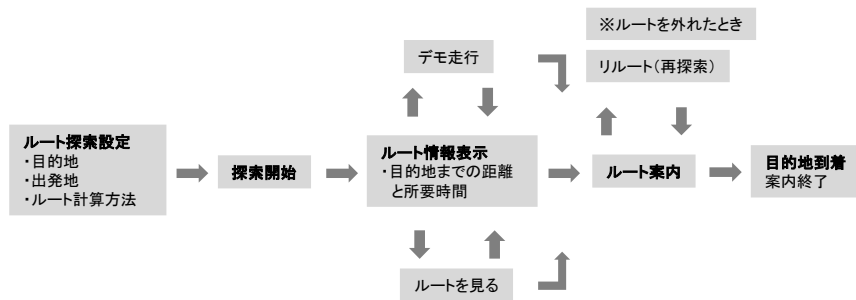 ※ルートを外れたとき
デモ走行
リルート(再探索)
ルート探索設定
・目的地
・出発地
・ルート計算方法
探索開始
ルート情報表示
・目的地までの距離
と所要時間
ルート案内
目的地到着
案内終了
ルートを見る